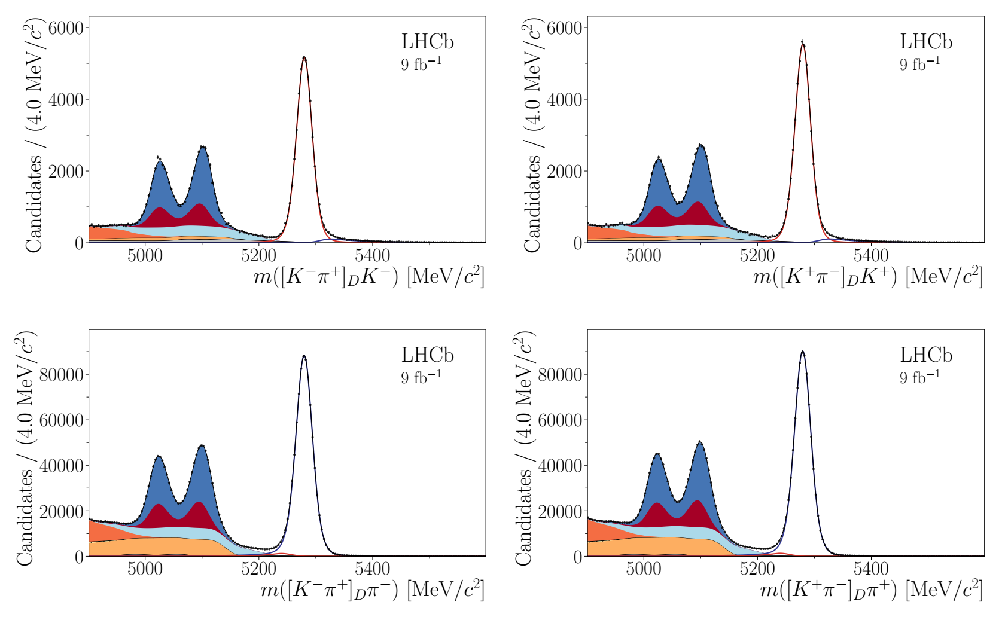 6000
4000
2000
0
Candidates / (4.0 MeV/c²)
LHCb
9 fb⁻¹
5000 5200 5400
m([K⁻π⁺]_D K⁻) [MeV/c²]
6000
4000
2000
0
Candidates / (4.0 MeV/c²)
LHCb
9 fb⁻¹
5000 5200 5400
m([K⁺π⁻]_D K⁺) [MeV/c²]
80000
60000
40000
20000
0
Candidates / (4.0 MeV/c²)
LHCb
9 fb⁻¹
5000 5200 5400
m([K⁻π⁺]_D π⁻) [MeV/c²]
80000
60000
40000
20000
0
Candidates / (4.0 MeV/c²)
LHCb
9 fb⁻¹
5000 5200 5400
m([K⁺π⁻]_D π⁺) [MeV/c²]